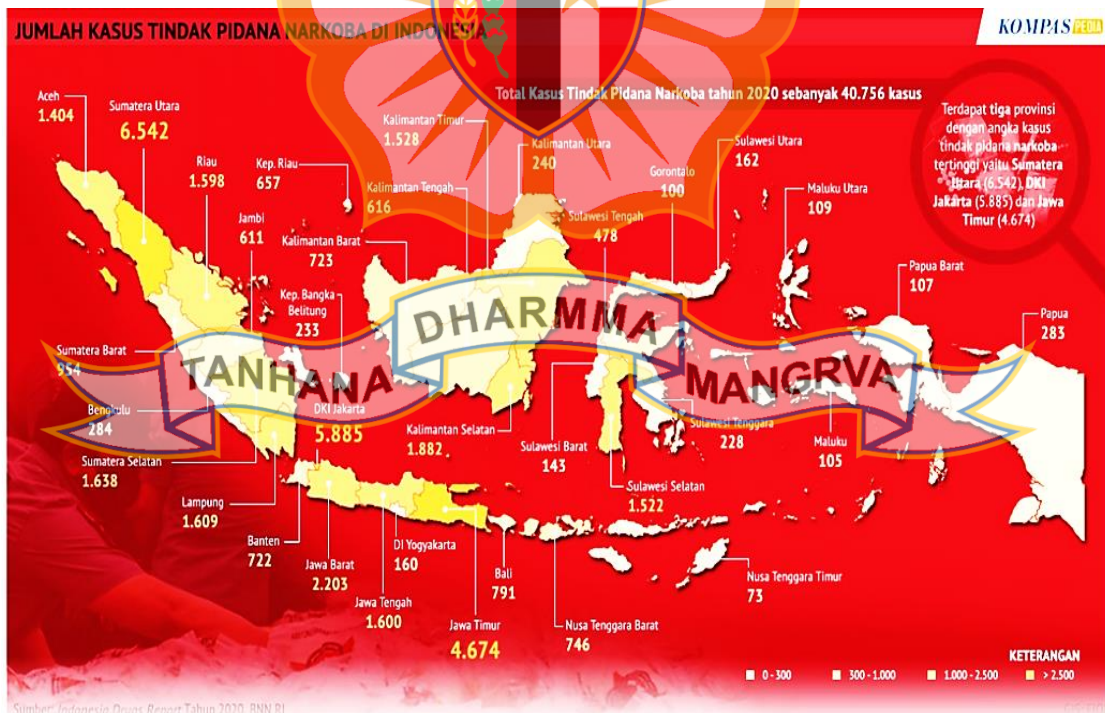 JUMLAH KASUS TINDAK PIDANA NARKOBA DI INDONESIA
KOMPAS PEDIA
Total Kasus Tindak Pidana Narkoba tahun 2020 sebanyak 40.756 kasus
Terdapat tiga provinsi
dengan angka kasus
tindak pidana narkoba
tertinggi yaitu Sumatera
Utara (6.542), DKI
Jakarta (5.885) dan Jawa
Timur (4.674)
Aceh
1.404
Sumatera Utara
6.542
Riau
1.598
Kep. Riau
657
Jambi
611
Kalimantan Timur
1.528
Kalimantan Utara
240
Kalimantan Tengah
616
Kalimantan Barat
723
Sulawesi Tengah
478
Gorontalo
100
Sulawesi Utara
162
Maluku Utara
109
Papua Barat
107
Papua
283
Kep. Bangka
Belitung
233
Sumatera Barat
954
Bengkulu
284
Sumatera Selatan
1.638
Lampung
1.609
DKI Jakarta
5.885
Kalimantan Selatan
1.882
Sulawesi Barat
143
Sulawesi Tenggara
228
Maluku
105
Sulawesi Selatan
1.522
Banten
722
Jawa Barat
2.203
Jawa Tengah
1.600
DI Yogyakarta
160
Jawa Timur
4.674
Bali
791
Nusa Tenggara Barat
746
Nusa Tenggara Timur
73
TANHANA DHARMMA MANGRVA
KETERANGAN
0 - 300
300 - 1.000
1.000 - 2.500
> 2.500
Sumber: Indonesia Drugs Report Tahun 2020, BNN RI